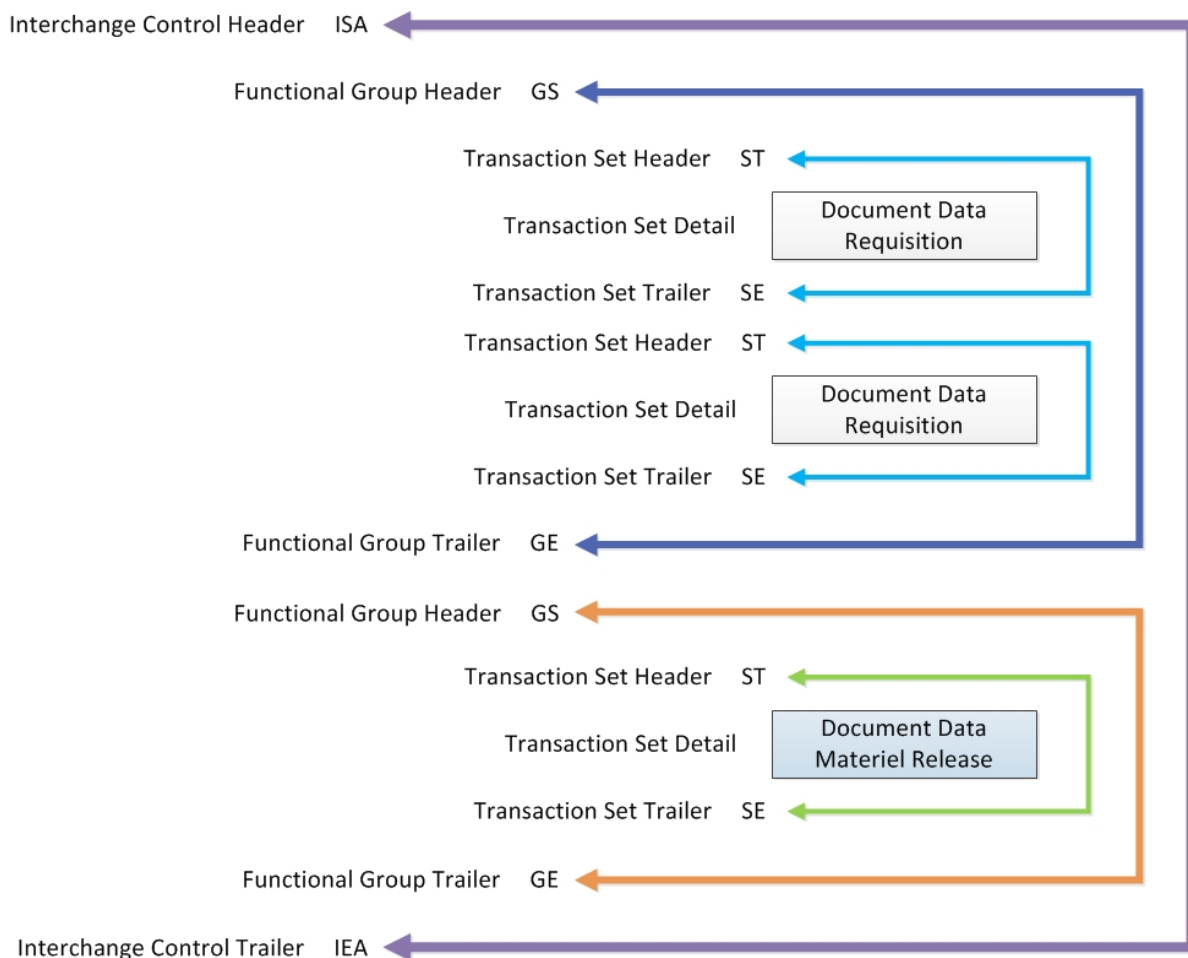 Interchange Control Header ISA
Functional Group Header GS
Transaction Set Header ST
Transaction Set Detail
Document Data
Requisition
Transaction Set Trailer SE
Transaction Set Header ST
Transaction Set Detail
Document Data
Requisition
Transaction Set Trailer SE
Functional Group Trailer GE
Functional Group Header GS
Transaction Set Header ST
Transaction Set Detail
Document Data
Materiel Release
Transaction Set Trailer SE
Functional Group Trailer GE
Interchange Control Trailer IEA